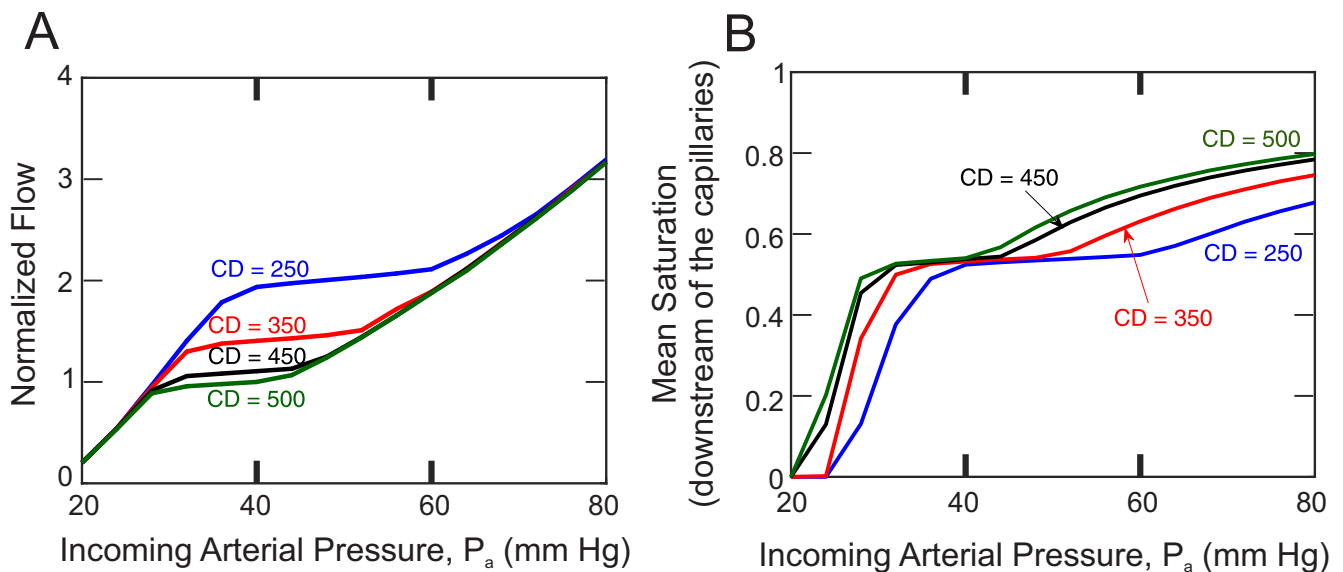 A
Normalized Flow
4
3
2
1
0
CD = 250
CD = 350
CD = 450
CD = 500
20
40
60
80
Incoming Arterial Pressure, Pa (mm Hg)
B
Mean Saturation
(downstream of the capillaries)
1
0.8
0.6
0.4
0.2
0
CD = 500
CD = 450
CD = 250
CD = 350
20
40
60
80
Incoming Arterial Pressure, Pa (mm Hg)